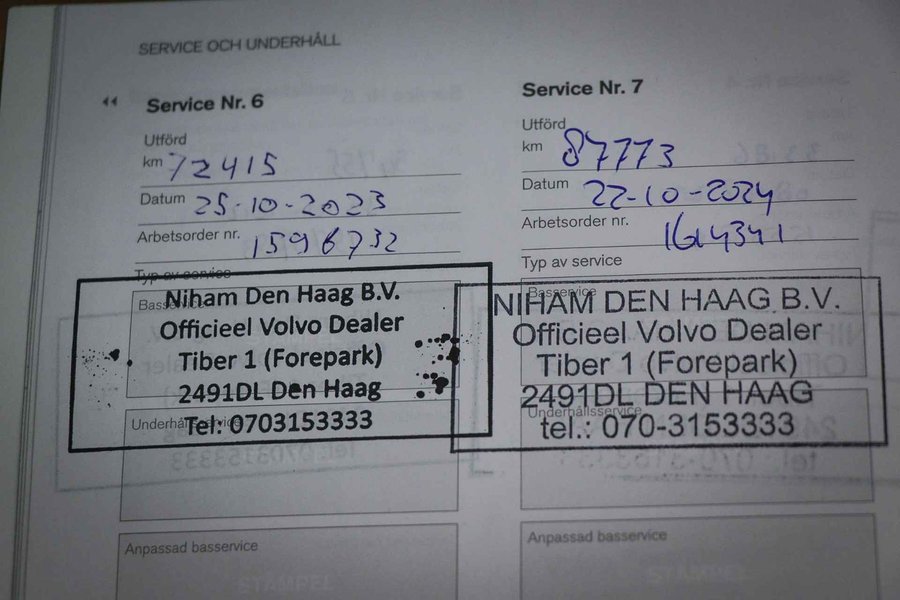 SERVICE OCH UNDERHÅLL
Service Nr. 6
Utförd
km 72415
Datum 25-10-2023
Arbetsorder nr. 1596732
Typ av service
Basservice
Niham Den Haag B.V.
Officieel Volvo Dealer
Tiber 1 (Forepark)
2491DL Den Haag
Underhållsservice
Tel: 0703153333
Anpassad basservice
STAMPEL
Service Nr. 7
Utförd
km 87773
Datum 22-10-2024
Arbetsorder nr. 1614341
Typ av service
Basservice
NIHAM DEN HAAG B.V.
Officieel Volvo Dealer
Tiber 1 (Forepark)
2491DL DEN HAAG
Underhållsservice
tel.: 070-3153333
Anpassad basservice
STAMPEL